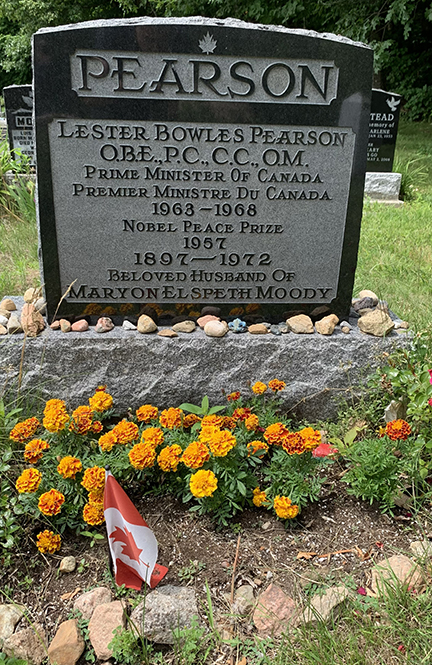 PEARSON
LESTER BOWLES PEARSON
O.B.E., P.C., C.C., O.M.
PRIME MINISTER OF CANADA
PREMIER MINISTRE DU CANADA
1963–1968
NOBEL PEACE PRIZE
1957
1897–1972
BELOVED HUSBAND OF
MARYON ELSPETH MOODY